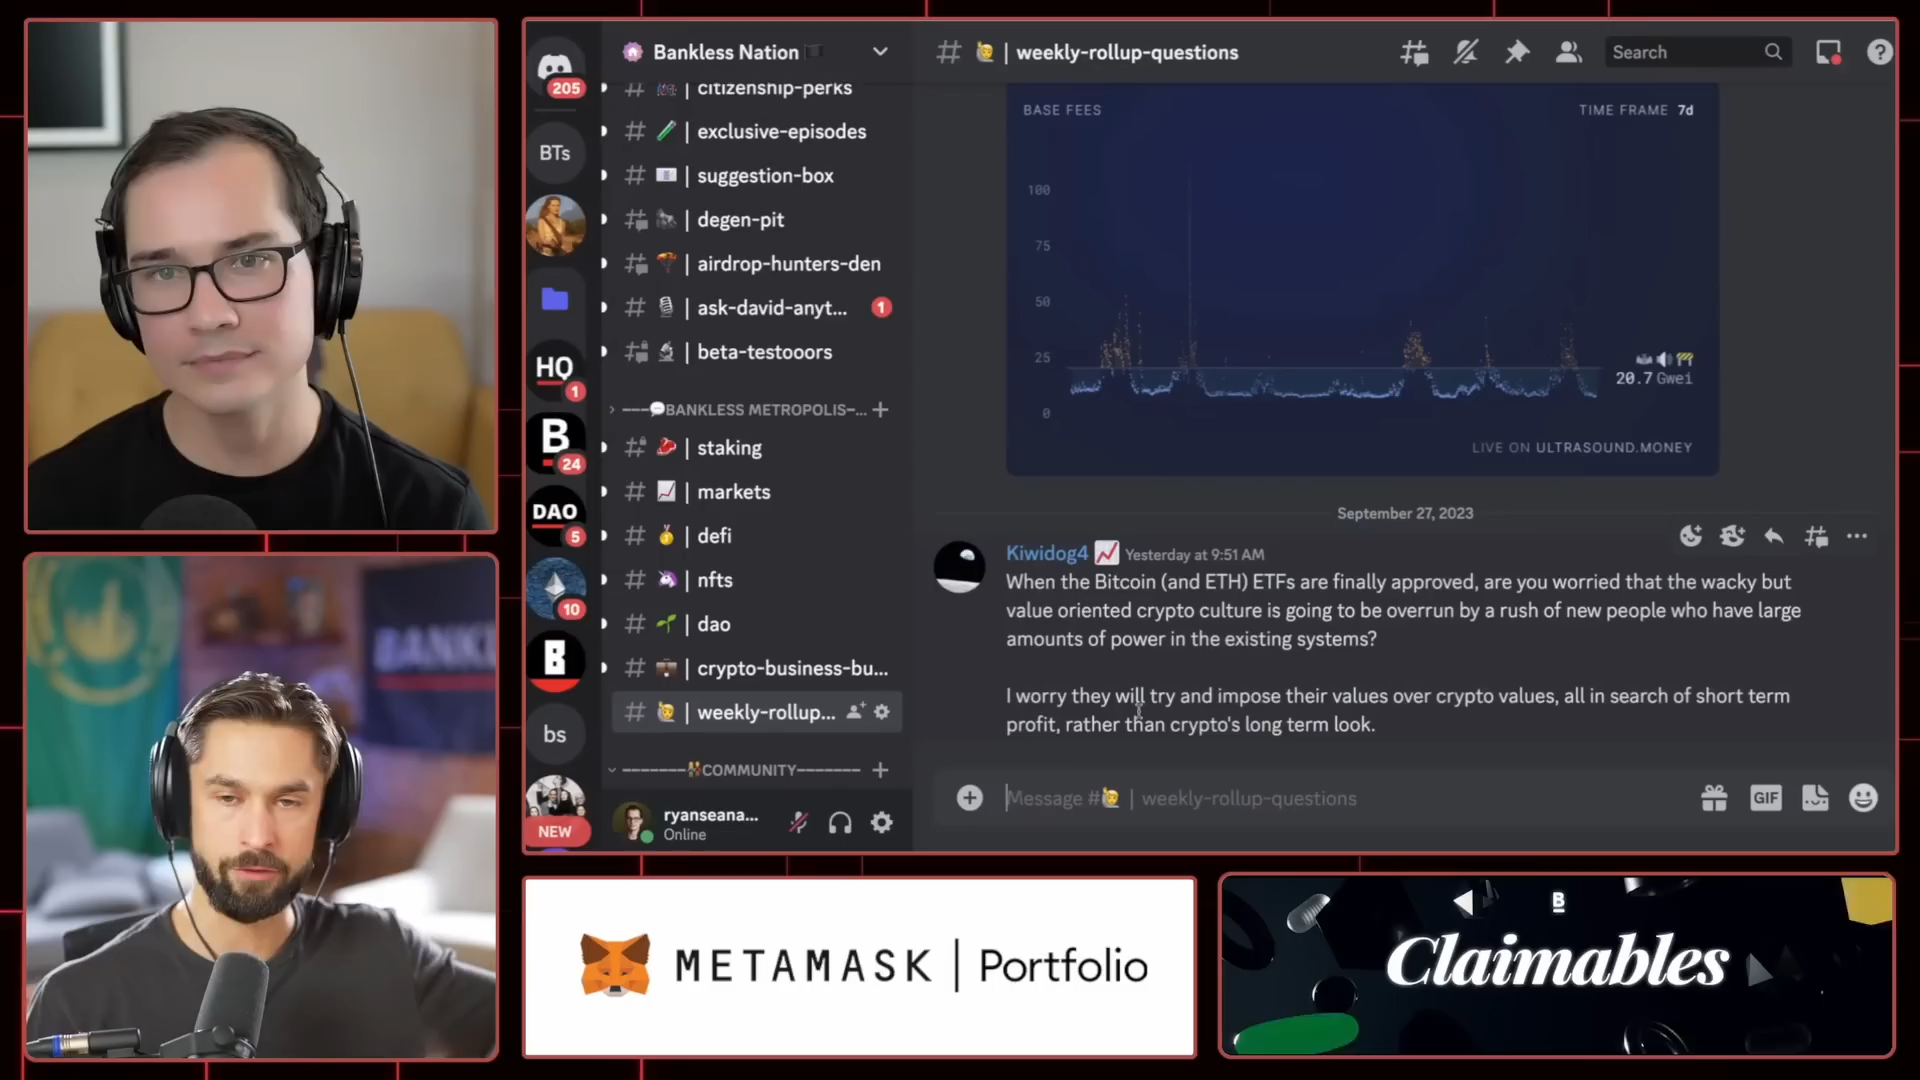 BANKL
205
BTs
HQ
1
B
24
DAO
5
10
B
bs
NEW
Bankless Nation
# | citizenship-perks
# | exclusive-episodes
# | suggestion-box
# | degen-pit
# | airdrop-hunters-den
# | ask-david-anyt... 1
# | beta-testooors
---💬BANKLESS METROPOLIS-... +
# | staking
# | markets
# | defi
# | nfts
# | dao
# | crypto-business-bu...
# | weekly-rollup...
-------COMMUNITY------- +
ryanseana...
Online
# | weekly-rollup-questions
Search
BASE FEES
TIME FRAME 7d
100
75
50
25
0
20.7 Gwei
LIVE ON ULTRASOUND.MONEY
September 27, 2023
Kiwidog4 📈 Yesterday at 9:51 AM
When the Bitcoin (and ETH) ETFs are finally approved, are you worried that the wacky but
value oriented crypto culture is going to be overrun by a rush of new people who have large
amounts of power in the existing systems?
I worry they will try and impose their values over crypto values, all in search of short term
profit, rather than crypto's long term look.
Message #🙋 | weekly-rollup-questions
GIF
METAMASK | Portfolio
B
Claimables